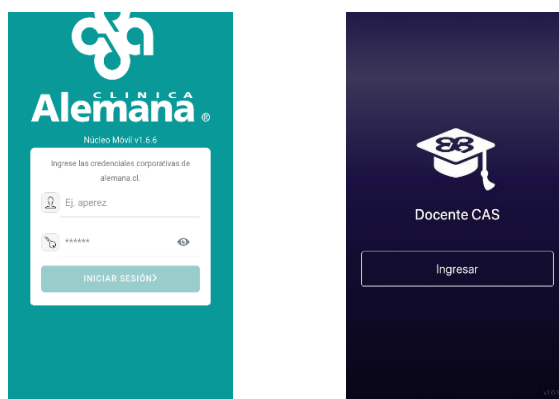 CLINICA
Alemana ®
Núcleo Móvil v1.6.6
Ingrese las credenciales corporativas de
alemana.cl.
Ej. aperez
******
INICIAR SESIÓN>
Docente CAS
Ingresar